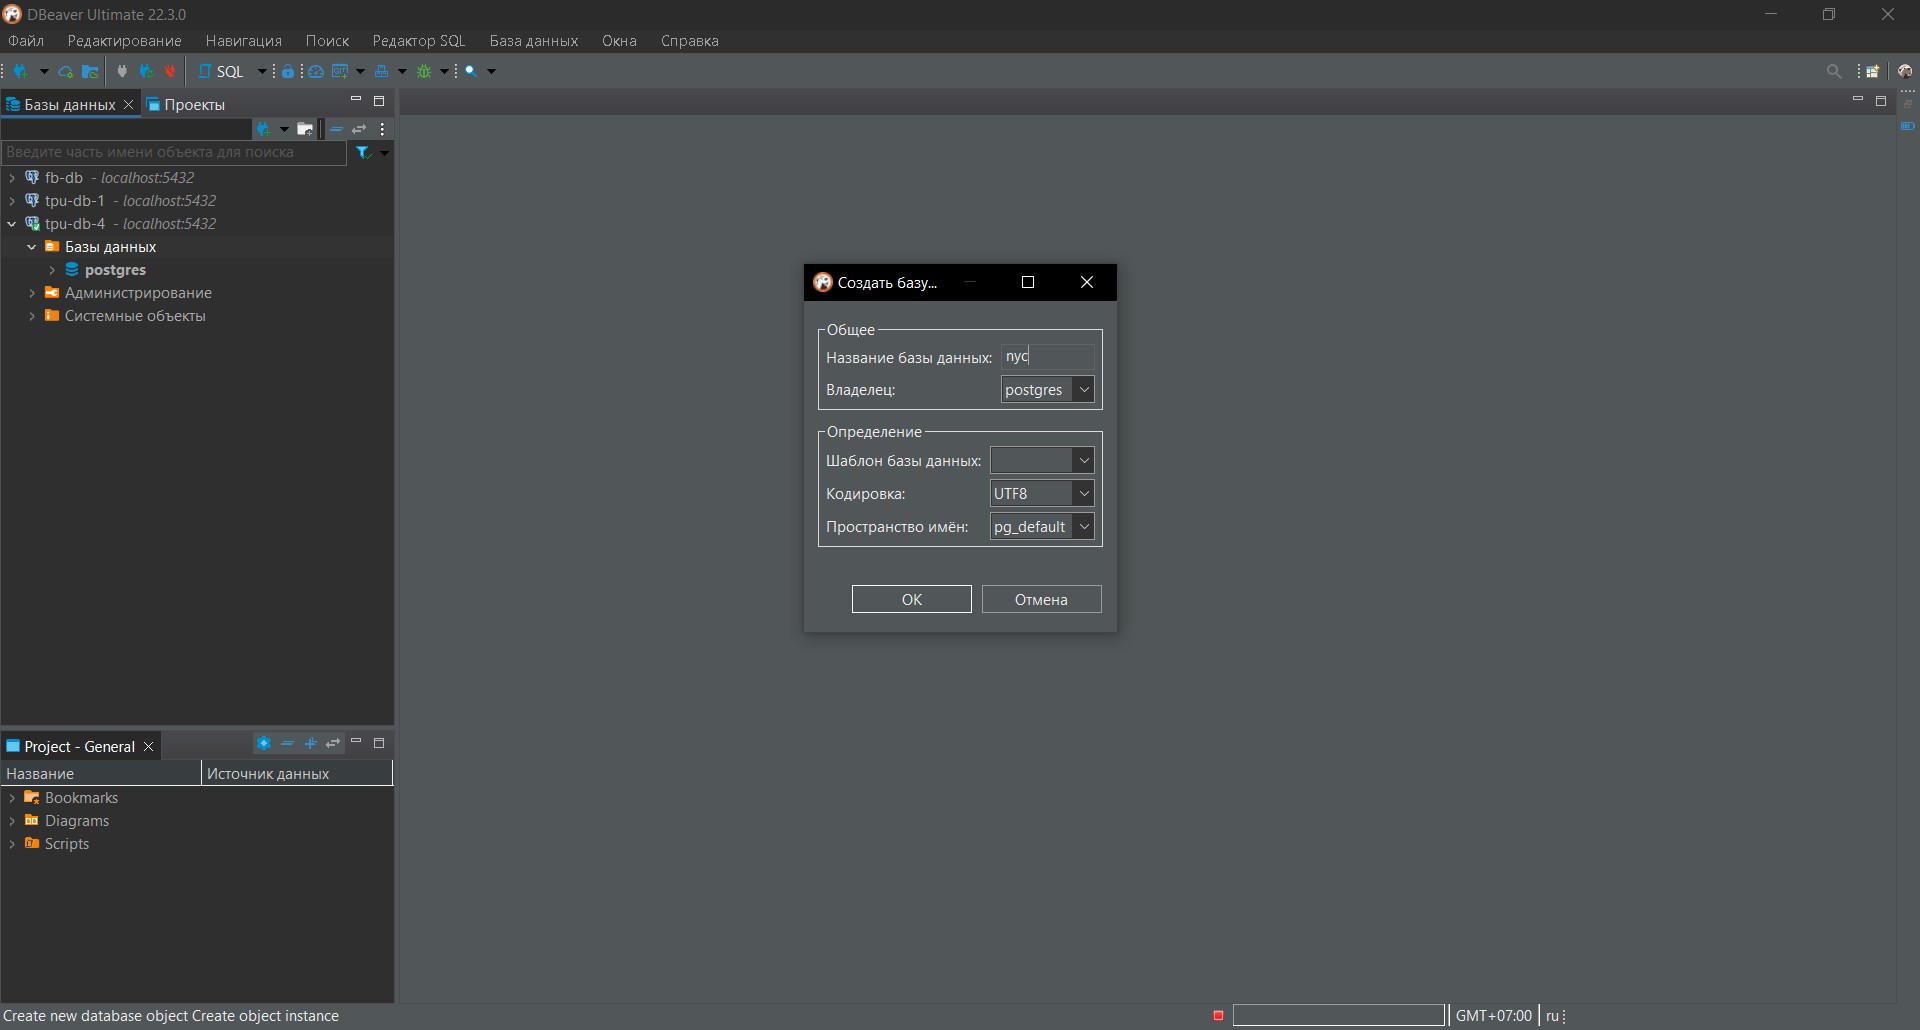 DBeaver Ultimate 22.3.0
Файл Редактирование Навигация Поиск Редактор SQL База данных Окна Справка
SQL
Базы данных Проекты
Введите часть имени объекта для поиска
fb-db - localhost:5432
tpu-db-1 - localhost:5432
tpu-db-4 - localhost:5432
Базы данных
postgres
Администрирование
Системные объекты
Создать базу...
Общее
Название базы данных: nyc
Владелец: postgres
Определение
Шаблон базы данных:
Кодировка: UTF8
Пространство имён: pg_default
OK Отмена
Project - General
Название Источник данных
Bookmarks
Diagrams
Scripts
Create new database object Create object instance GMT+07:00 ru